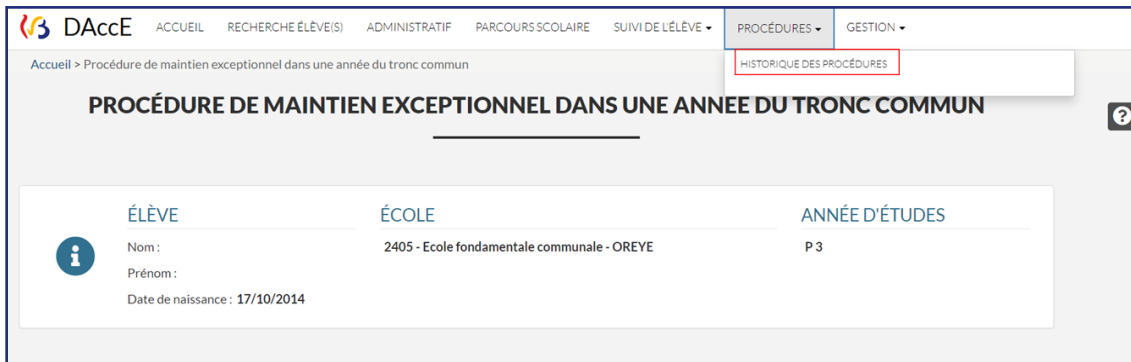 DAccE ACCUEIL RECHERCHE ÉLÈVE(S) ADMINISTRATIF PARCOURS SCOLAIRE SUIVI DE L'ÉLÈVE PROCÉDURES GESTION
Accueil > Procédure de maintien exceptionnel dans une année du tronc commun
HISTORIQUE DES PROCÉDURES
PROCÉDURE DE MAINTIEN EXCEPTIONNEL DANS UNE ANNEE DU TRONC COMMUN
?
ÉLÈVE ÉCOLE ANNÉE D'ÉTUDES
Nom : 2405 - Ecole fondamentale communale - OREYE P 3
Prénom :
Date de naissance : 17/10/2014